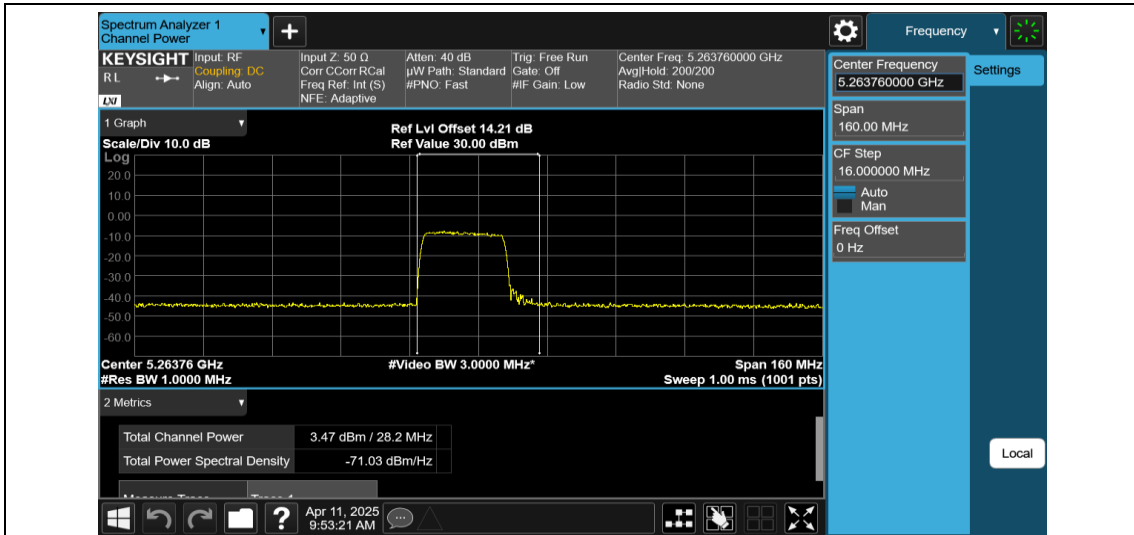 Spectrum Analyzer 1
Channel Power
+
Frequency
KEYSIGHT
R L
LXI
Input: RF
Coupling: DC
Align: Auto
Input Z: 50 Ω
Corr CCorr RCal
Freq Ref: Int (S)
NFE: Adaptive
Atten: 40 dB
µW Path: Standard
#PNO: Fast
Trig: Free Run
Gate: Off
#IF Gain: Low
Center Freq: 5.263760000 GHz
Avg|Hold: 200/200
Radio Std: None
Center Frequency
5.263760000 GHz
Settings
Span
160.00 MHz
CF Step
16.000000 MHz
Auto
Man
Freq Offset
0 Hz
Local
1 Graph
Scale/Div 10.0 dB
Ref Lvl Offset 14.21 dB
Ref Value 30.00 dBm
Log
20.0
10.0
0.00
-10.0
-20.0
-30.0
-40.0
-50.0
-60.0
Center 5.26376 GHz
#Video BW 3.0000 MHz*
Span 160 MHz
#Res BW 1.0000 MHz
Sweep 1.00 ms (1001 pts)
2 Metrics
Total Channel Power 3.47 dBm / 28.2 MHz
Total Power Spectral Density -71.03 dBm/Hz
?
Apr 11, 2025
9:53:21 AM